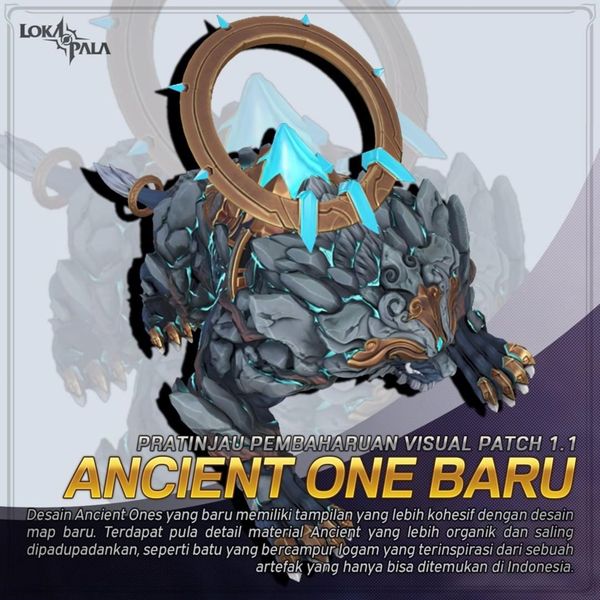 LOKA
PALA
PRATINJAU PEMBAHARUAN VISUAL PATCH 1.1
ANCIENT ONE BARU
Desain Ancient Ones yang baru memiliki tampilan yang lebih kohesif dengan desain
map baru. Terdapat pula detail material Ancient yang lebih organik dan saling
dipadupadankan, seperti batu yang bercampur logam yang terinspirasi dari sebuah
artefak yang hanya bisa ditemukan di Indonesia.